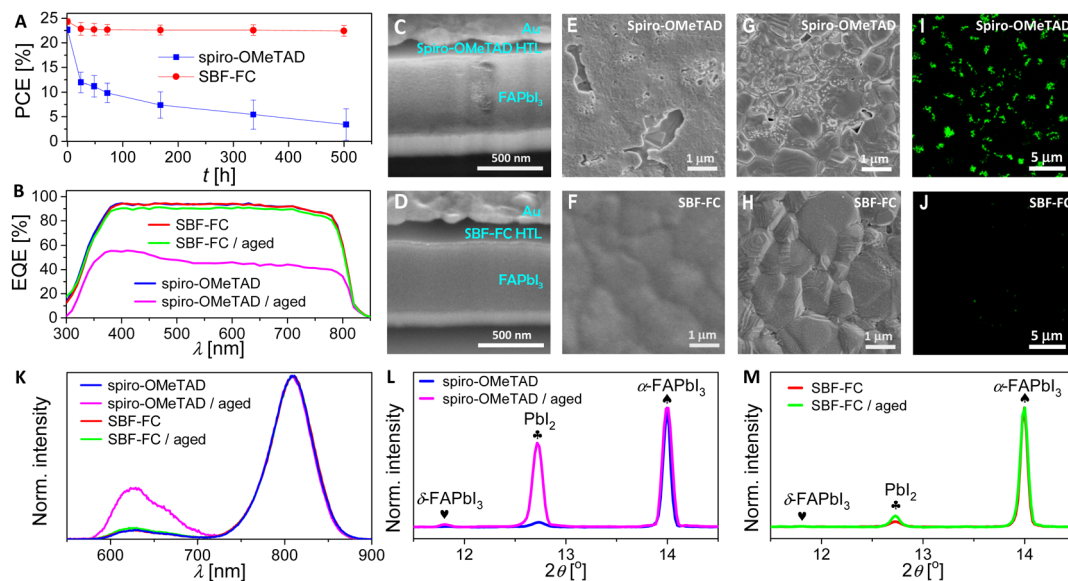 A
PCE [%]
25
20
15
10
5
0
spiro-OMeTAD
SBF-FC
0
100
200
300
400
500
t [h]
B
EQE [%]
100
80
60
40
20
0
SBF-FC
SBF-FC / aged
spiro-OMeTAD
spiro-OMeTAD / aged
300
400
500
600
700
800
λ [nm]
C
Au
Spiro-OMeTAD HTL
FAPbI₃
500 nm
D
Au
SBF-FC HTL
FAPbI₃
500 nm
E
Spiro-OMeTAD
1 μm
F
SBF-FC
1 μm
G
Spiro-OMeTAD
1 μm
H
SBF-FC
1 μm
I
Spiro-OMeTAD
5 μm
J
SBF-FC
5 μm
K
Norm. intensity
spiro-OMeTAD
spiro-OMeTAD / aged
SBF-FC
SBF-FC / aged
600
700
800
900
λ [nm]
L
Norm. intensity
spiro-OMeTAD
spiro-OMeTAD / aged
α-FAPbI₃
♠
PbI₂
♣
δ-FAPbI₃
♥
12
13
14
2θ [°]
M
Norm. intensity
SBF-FC
SBF-FC / aged
α-FAPbI₃
♠
PbI₂
♣
δ-FAPbI₃
♥
12
13
14
2θ [°]